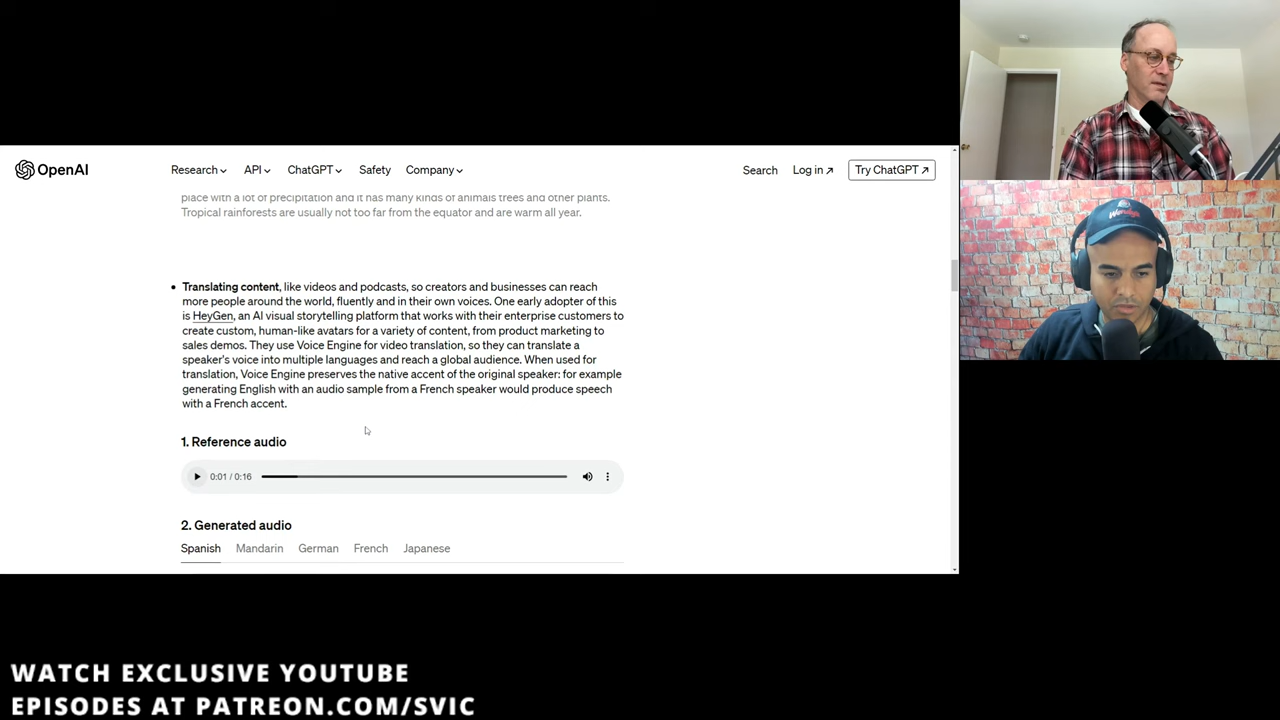 OpenAI
Research API ChatGPT Safety Company
Search Log in ↗ Try ChatGPT ↗
place with a lot of precipitation and it has many kinds of animals trees and other plants.
Tropical rainforests are usually not too far from the equator and are warm all year.
• Translating content, like videos and podcasts, so creators and businesses can reach
more people around the world, fluently and in their own voices. One early adopter of this
is HeyGen, an AI visual storytelling platform that works with their enterprise customers to
create custom, human-like avatars for a variety of content, from product marketing to
sales demos. They use Voice Engine for video translation, so they can translate a
speaker's voice into multiple languages and reach a global audience. When used for
translation, Voice Engine preserves the native accent of the original speaker: for example
generating English with an audio sample from a French speaker would produce speech
with a French accent.
1. Reference audio
0:01 / 0:16
2. Generated audio
Spanish Mandarin German French Japanese
WATCH EXCLUSIVE YOUTUBE
EPISODES AT PATREON.COM/SVIC